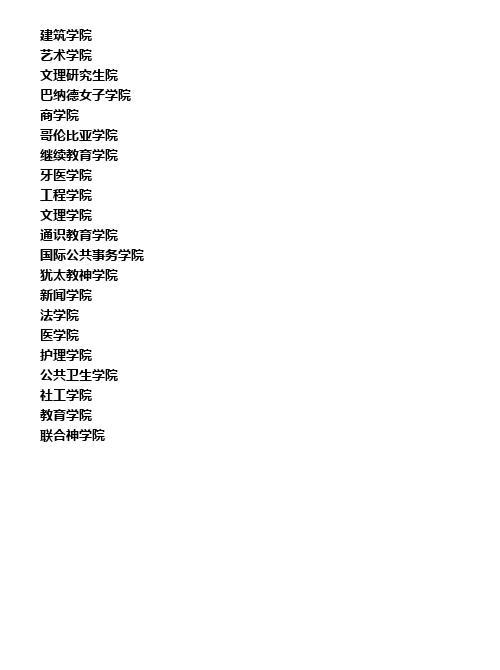 建筑学院
艺术学院
文理研究生院
巴纳德女子学院
商学院
哥伦比亚学院
继续教育学院
牙医学院
工程学院
文理学院
通识教育学院
国际公共事务学院
犹太教神学院
新闻学院
法学院
医学院
护理学院
公共卫生学院
社工学院
教育学院
联合神学院